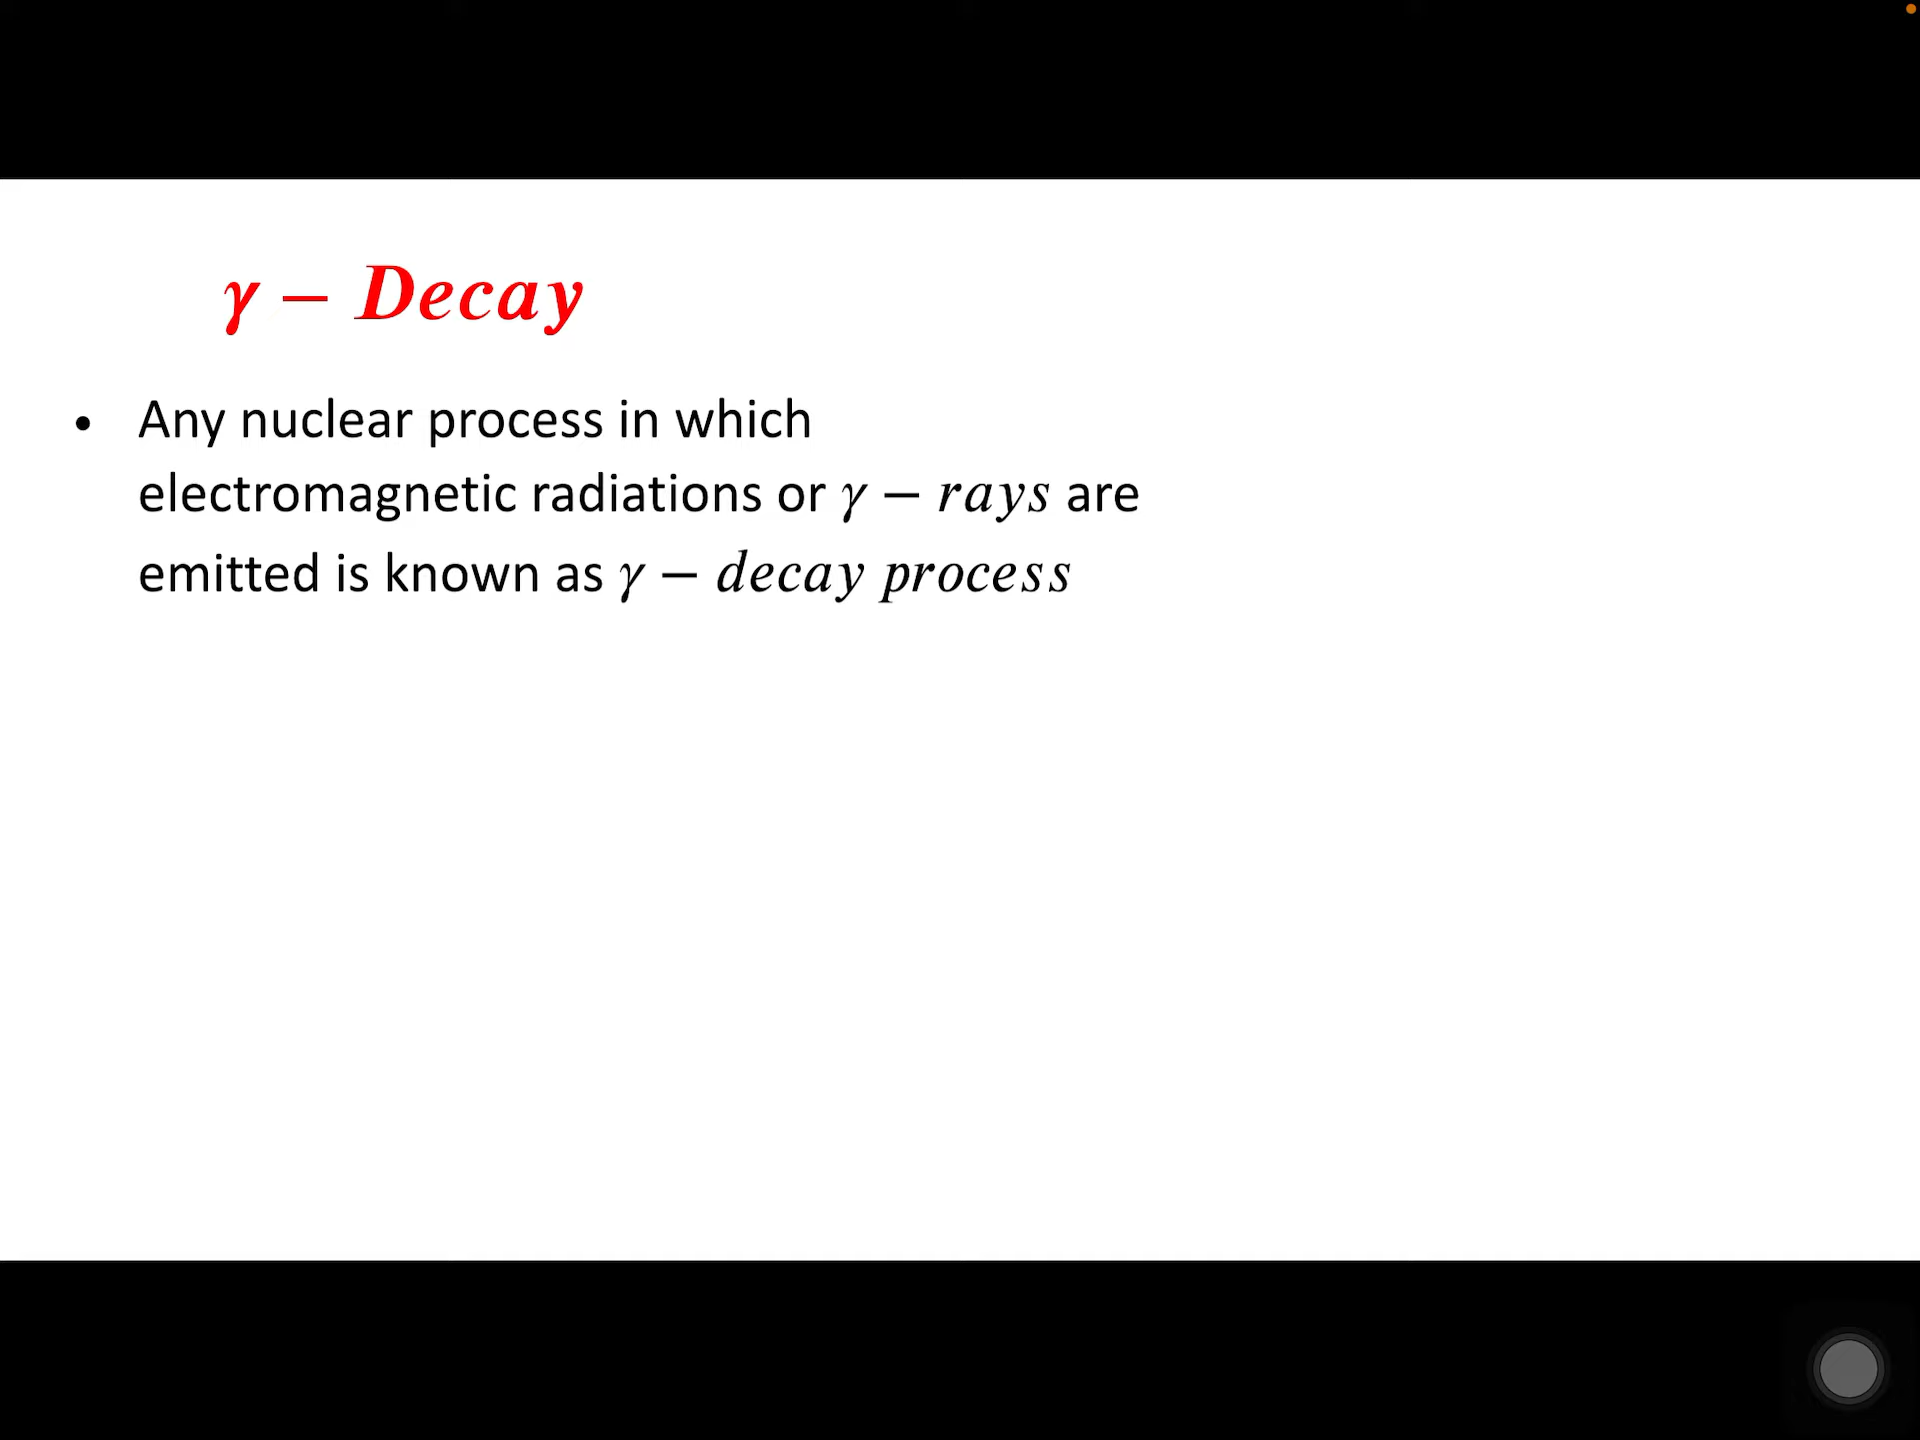 γ − Decay
• Any nuclear process in which
electromagnetic radiations or γ − rays are
emitted is known as γ − decay process